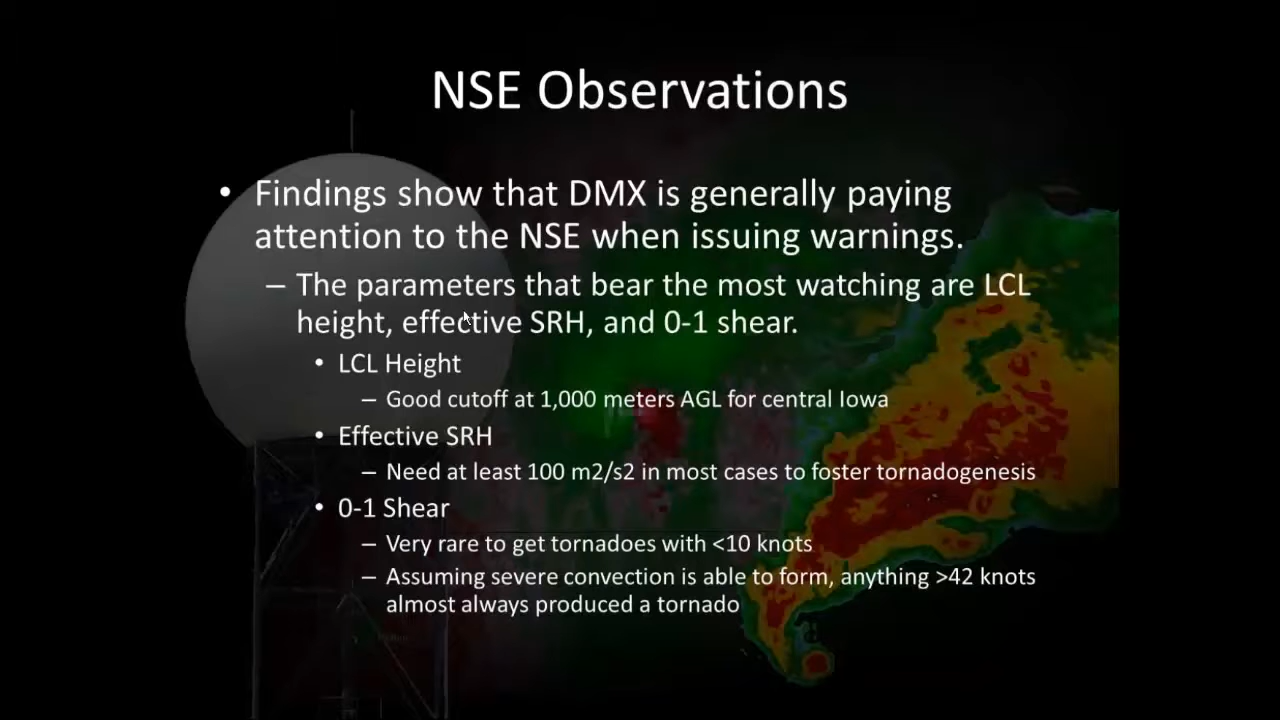 NSE Observations
• Findings show that DMX is generally paying
attention to the NSE when issuing warnings.
– The parameters that bear the most watching are LCL
height, effective SRH, and 0-1 shear.
• LCL Height
– Good cutoff at 1,000 meters AGL for central Iowa
• Effective SRH
– Need at least 100 m2/s2 in most cases to foster tornadogenesis
• 0-1 Shear
– Very rare to get tornadoes with <10 knots
– Assuming severe convection is able to form, anything >42 knots
almost always produced a tornado